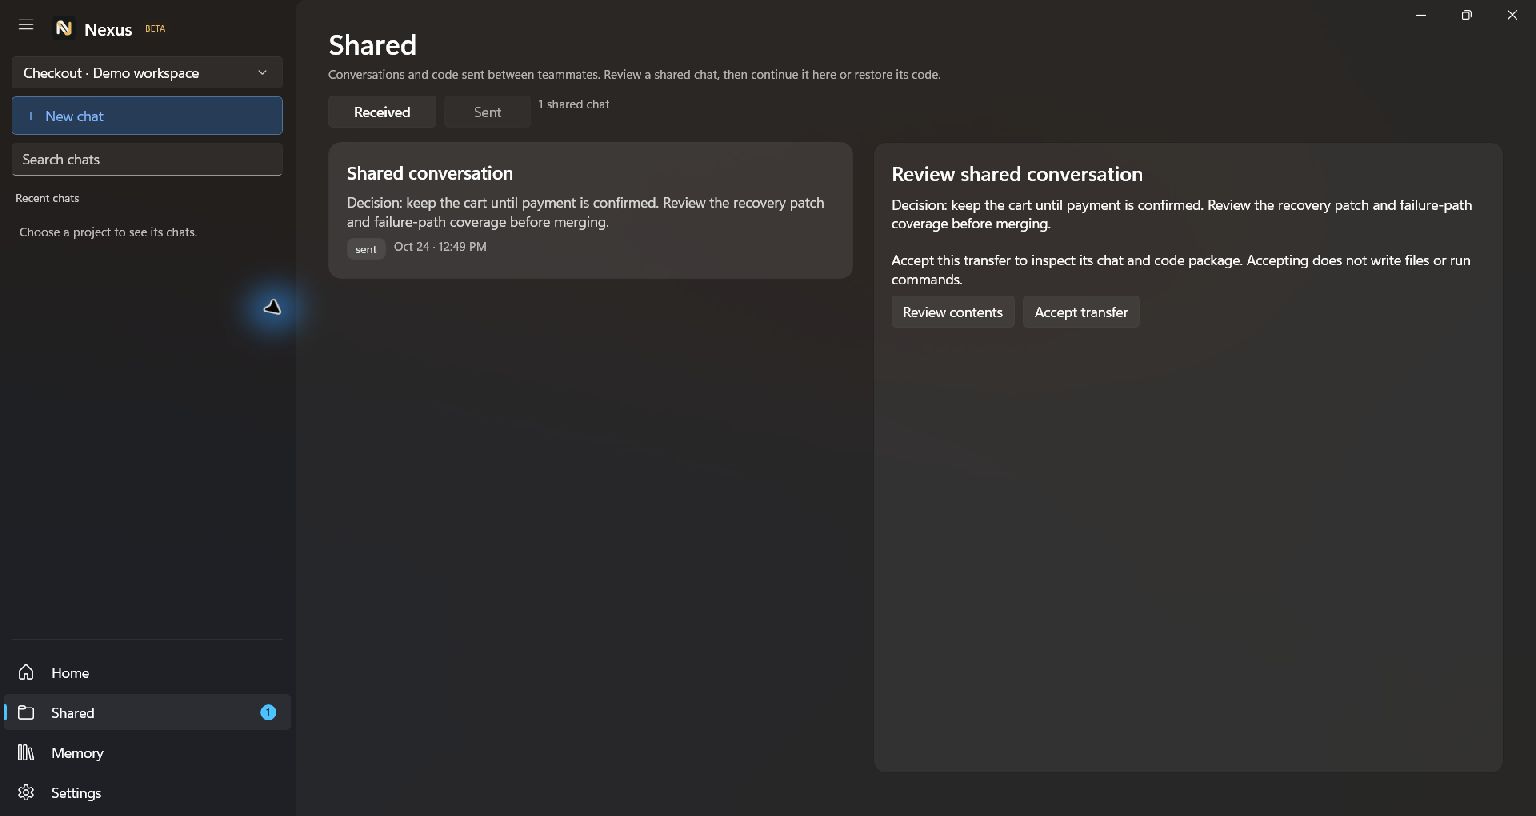 Nexus BETA
Checkout · Demo workspace
+ New chat
Search chats
Recent chats
Choose a project to see its chats.
Home
Shared 1
Memory
Settings
Shared
Conversations and code sent between teammates. Review a shared chat, then continue it here or restore its code.
Received Sent 1 shared chat
Shared conversation
Decision: keep the cart until payment is confirmed. Review the recovery patch
and failure-path coverage before merging.
sent Oct 24 · 12:49 PM
Review shared conversation
Decision: keep the cart until payment is confirmed. Review the recovery patch and failure-path
coverage before merging.
Accept this transfer to inspect its chat and code package. Accepting does not write files or run
commands.
Review contents Accept transfer